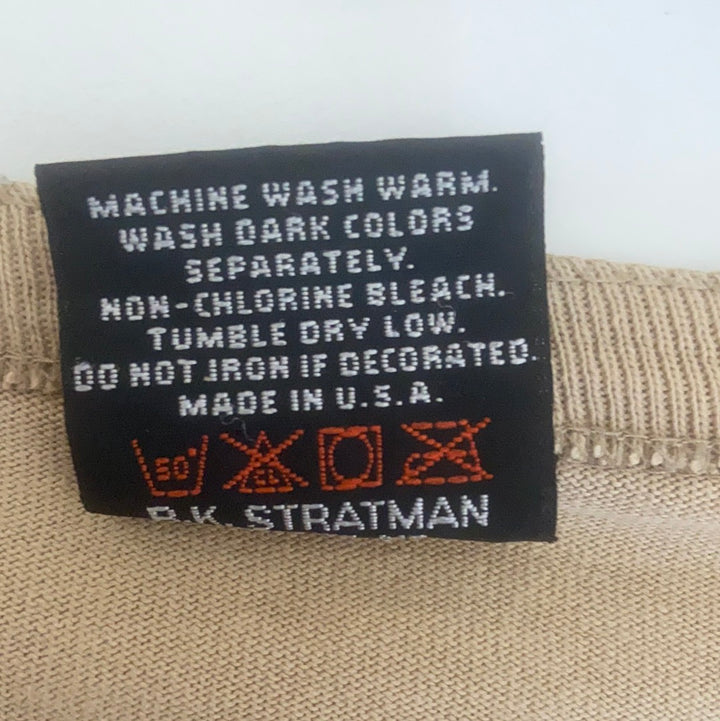 MACHINE WASH WARM.
WASH DARK COLORS
SEPARATELY.
NON-CHLORINE BLEACH.
TUMBLE DRY LOW.
DO NOT IRON IF DECORATED.
MADE IN U.S.A.
50° CL
B.K. STRATMAN